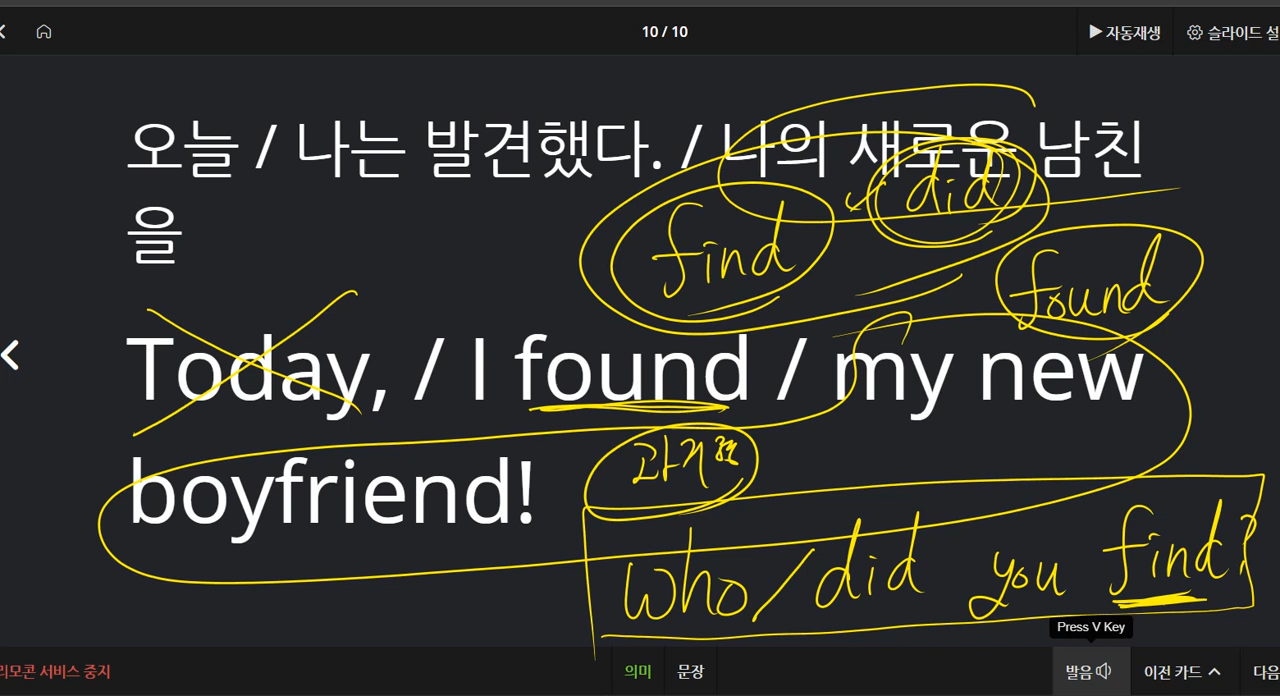 10 / 10
▶ 자동재생
슬라이드 설
오늘 / 나는 발견했다. / 나의 새로운 남친
을
find + did
found
Today, / I found / my new
boyfriend!
과거형
who / did you find?
Press V Key
리모콘 서비스 중지
의미
문장
발음
이전 카드
다음